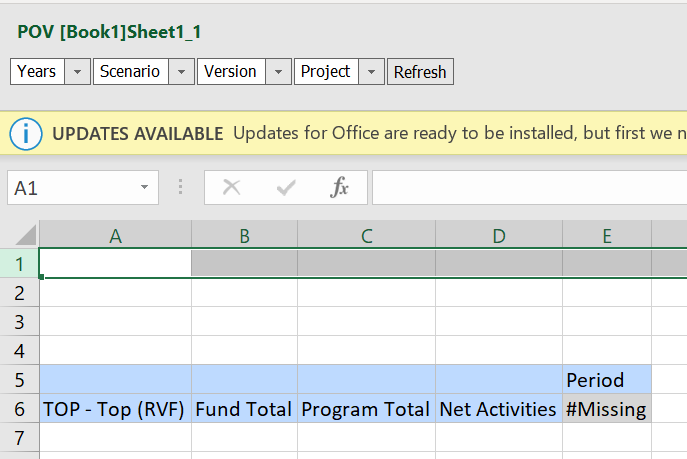 POV [Book1]Sheet1_1
Years Scenario Version Project Refresh
UPDATES AVAILABLE Updates for Office are ready to be installed, but first we n
A1 fx
A B C D E
1
2
3
4
5 Period
6 TOP - Top (RVF) Fund Total Program Total Net Activities #Missing
7